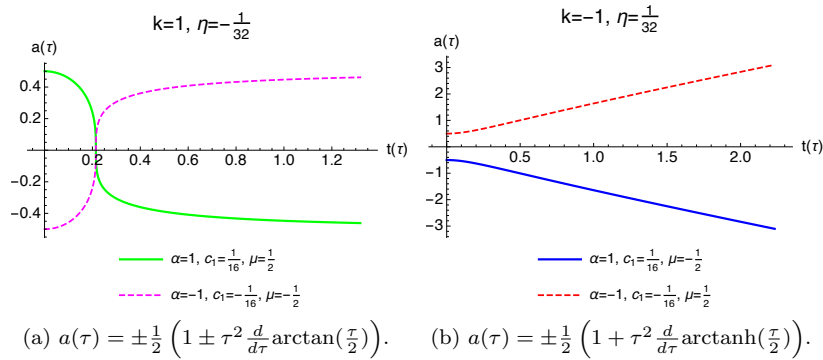 k=1, η=-1/32
a(τ)
0.4
0.2
-0.2
-0.4
0.2 0.4 0.6 0.8 1.0 1.2
t(τ)
α=1, c₁=1/16, μ=1/2
α=-1, c₁=-1/16, μ=-1/2
(a) a(τ) = ±1/2 (1 ± τ² d/dτ arctan(τ/2)).
k=-1, η=1/32
a(τ)
3
2
1
-1
-2
-3
0.5 1.0 1.5 2.0
t(τ)
α=1, c₁=1/16, μ=-1/2
α=-1, c₁=-1/16, μ=1/2
(b) a(τ) = ±1/2 (1 + τ² d/dτ arctanh(τ/2)).